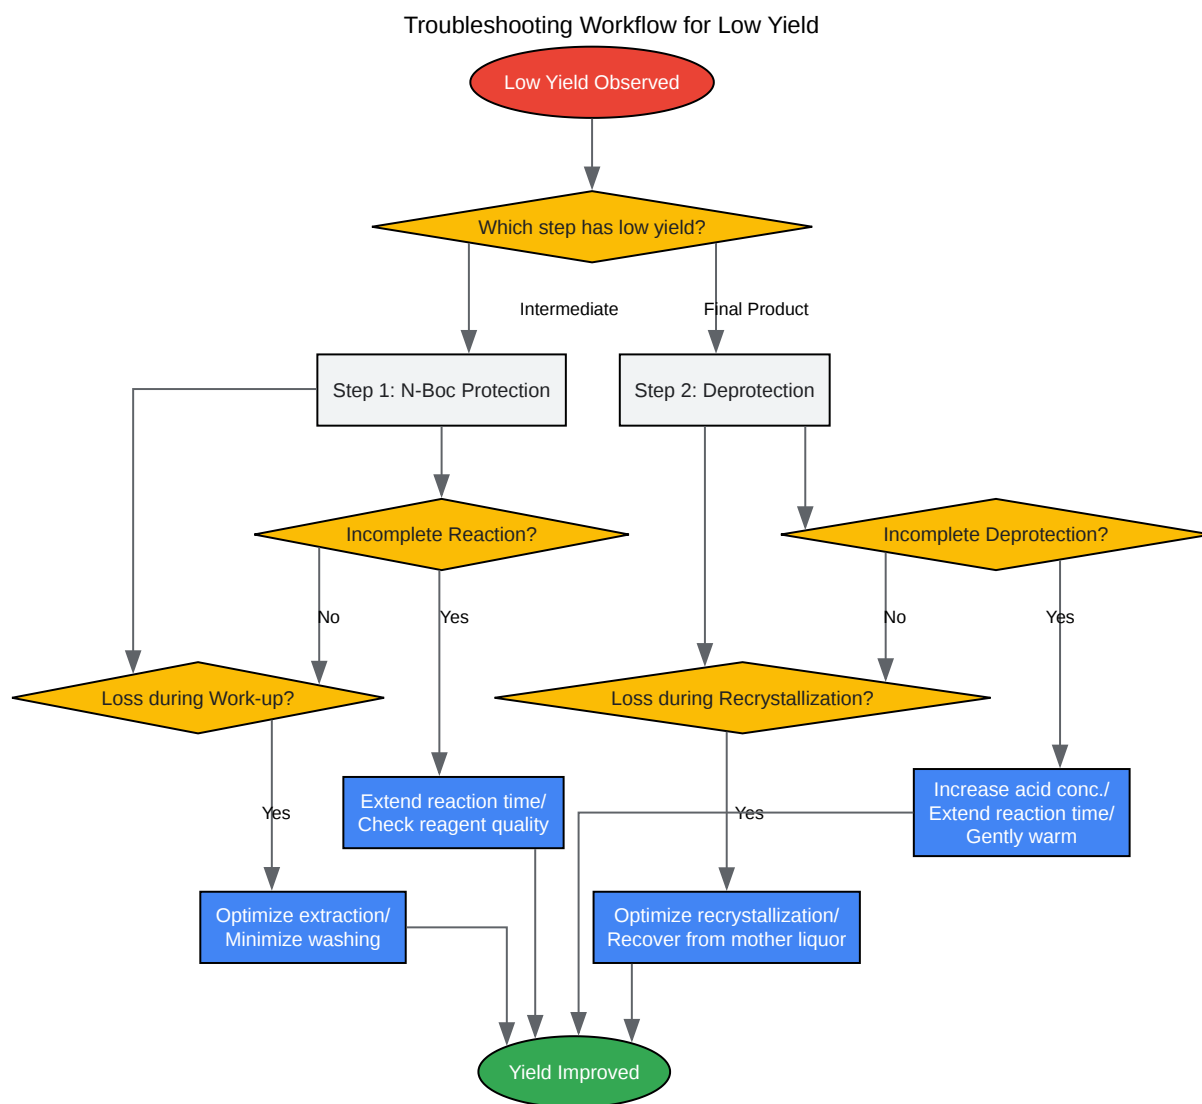 Troubleshooting Workflow for Low Yield
Low Yield Observed
Which step has low yield?
Intermediate
Final Product
Step 1: N-Boc Protection
Step 2: Deprotection
Incomplete Reaction?
Incomplete Deprotection?
No
Yes
No
Yes
Loss during Work-up?
Loss during Recrystallization?
Extend reaction time/
Check reagent quality
Increase acid conc./
Extend reaction time/
Gently warm
Yes
Yes
Optimize extraction/
Minimize washing
Optimize recrystallization/
Recover from mother liquor
Yield Improved